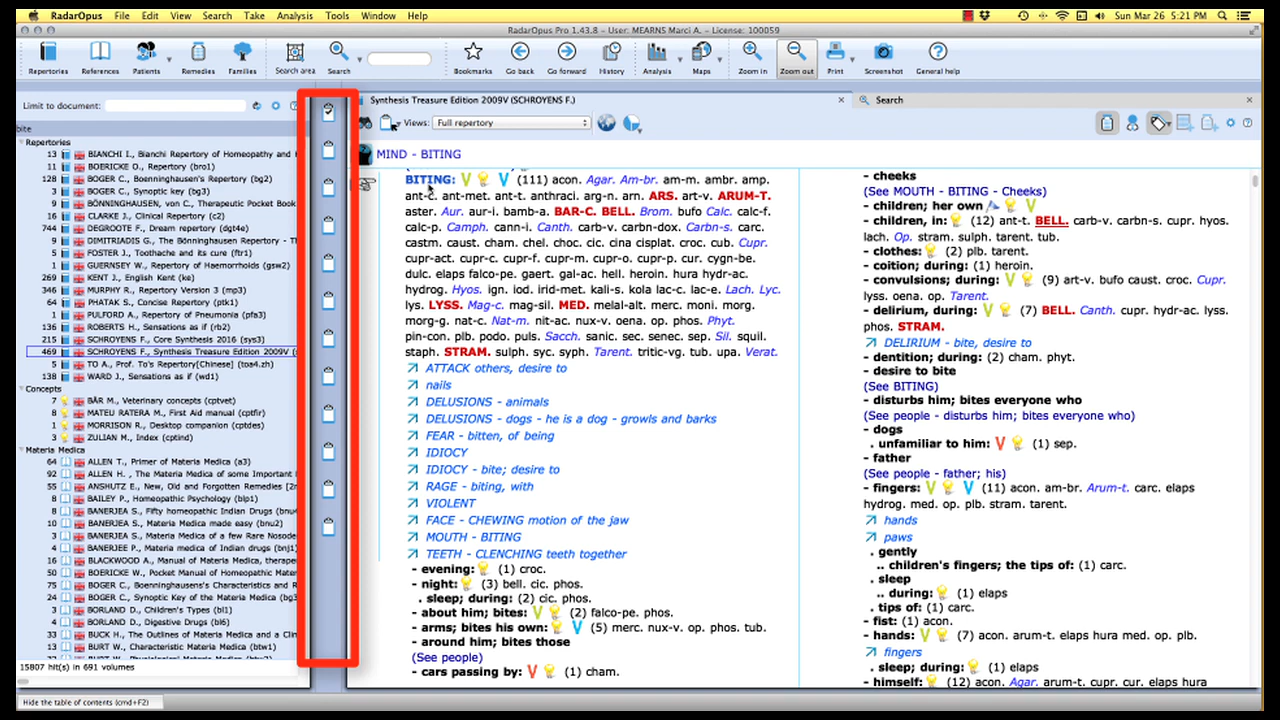 RadarOpus File Edit View Search Take Analysis Tools Window Help Sun Mar 26 5:21 PM
RadarOpus Pro 1.43.8 - User: MEARNS Marci A. - License: 100059
Repertories References Patients Remedies Families Search area Search Bookmarks Go back Go forward History Analysis Maps Zoom in Zoom out Print Screenshot General help
Limit to document:
bite
Repertories
13 BIANCHI I., Bianchi Repertory of Homeopathy and H
11 BOERICKE O., Repertory (bro1)
128 BOGER C., Boenninghausen's Repertory (bg2)
3 BOGER C., Synoptic key (bg3)
9 BÖNNINGHAUSEN, von C., Therapeutic Pocket Book
16 CLARKE J., Clinical Repertory (c2)
744 DEGROOTE F., Dream repertory (dgt4e)
9 DIMITRIADIS G., The Bönninghausen Repertory - T
5 FOSTER J., Toothache and its cure (ftr1)
1 GUERNSEY W., Repertory of Haemorrhoids (gsw2)
269 KENT J., English Kent (ke)
346 MURPHY R., Repertory Version 3 (mp3)
64 PHATAK S., Concise Repertory (ptk1)
1 PULFORD A., Repertory of Pneumonia (pfa3)
136 ROBERTS H., Sensations as if (rb2)
215 SCHROYENS F., Core Synthesis 2016 (sys3)
469 SCHROYENS F., Synthesis Treasure Edition 2009V (
5 TO A., Prof. To's Repertory[Chinese] (toa4.zh)
138 WARD J., Sensations as if (wd1)
Concepts
7 BÄR M., Veterinary concepts (cptvet)
8 MATEU RATERA M., First Aid manual (cptfir)
1 MORRISON R., Desktop companion (cptdes)
3 ZULIAN M., Index (cptind)
Materia Medica
64 ALLEN T., Primer of Materia Medica (a3)
92 ALLEN H., The Materia Medica of some Important
55 ANSHUTZ E., New, Old and Forgotten Remedies [2n
8 BAILEY P., Homeopathic Psychology (blp1)
8 BANERJEA S., Fifty homeopathic Indian Drugs (bnu
10 BANERJEA S., Materia Medica made easy (bnu2)
3 BANERJEA S., Materia Medica of a few Rare Nosode
4 BANERJEE P., Materia medica of Indian drugs (bnj1
16 BLACKWOOD A., Manual of Materia Medica, therape
50 BOERICKE W., Pocket Manual of Homeopathic Mater
75 BOGER C., Boenninghausen's Characteristics and R
24 BOGER C., Synoptic Key of the Materia Medica (bg
3 BORLAND D., Children's Types (bl1)
4 BORLAND D., Digestive Drugs (bl6)
33 BUCK H., The Outlines of Materia Medica and a Clin
13 BURT W., Characteristic Materia Medica (btw1)
15807 hit(s) in 691 volumes
Hide the table of contents (cmd+F2)
Synthesis Treasure Edition 2009V (SCHROYENS F.)
Views: Full repertory
MIND - BITING
BITING: (111) acon. Agar. Am-br. am-m. ambr. amp.
ant-c. ant-met. ant-t. anthraci. arg-n. arn. ARS. art-v. ARUM-T.
aster. Aur. aur-i. bamb-a. BAR-C. BELL. Brom. bufo Calc. calc-f.
calc-p. Camph. cann-i. Canth. carb-v. carbn-dox. Carbn-s. carc.
castm. caust. cham. chel. choc. cic. cina cisplat. croc. cub. Cupr.
cupr-act. cupr-c. cupr-f. cupr-m. cupr-o. cupr-p. cur. cygn-be.
dulc. elaps falco-pe. gaert. gal-ac. hell. heroin. hura hydr-ac.
hydrog. Hyos. ign. iod. irid-met. kali-s. kola lac-c. lac-e. Lach. Lyc.
lys. LYSS. Mag-c. mag-sil. MED. melal-alt. merc. moni. morg.
morg-g. nat-c. Nat-m. nit-ac. nux-v. oena. op. phos. Phyt.
pin-con. plb. podo. puls. Sacch. sanic. sec. senec. sep. Sil. squil.
staph. STRAM. sulph. syc. syph. Tarent. tritic-vg. tub. upa. Verat.
ATTACK others, desire to
nails
DELUSIONS - animals
DELUSIONS - dogs - he is a dog - growls and barks
FEAR - bitten, of being
IDIOCY
IDIOCY - bite; desire to
RAGE - biting, with
VIOLENT
FACE - CHEWING motion of the jaw
MOUTH - BITING
TEETH - CLENCHING teeth together
- evening: (1) croc.
- night: (3) bell. cic. phos.
. sleep; during: (2) cic. phos.
- about him; bites: (2) falco-pe. phos.
- arms; bites his own: (5) merc. nux-v. op. phos. tub.
- around him; bites those
(See people)
- cars passing by: (1) cham.
Search
- cheeks
(See MOUTH - BITING - Cheeks)
- children; her own
- children, in: (12) ant-t. BELL. carb-v. carbn-s. cupr. hyos.
lach. Op. stram. sulph. tarent. tub.
- clothes: (2) plb. tarent.
- coition; during: (1) heroin.
- convulsions; during: (9) art-v. bufo caust. croc. Cupr.
lyss. oena. op. Tarent.
- delirium, during: (7) BELL. Canth. cupr. hydr-ac. lyss.
phos. STRAM.
DELIRIUM - bite, desire to
- dentition; during: (2) cham. phyt.
- desire to bite
(See BITING)
- disturbs him; bites everyone who
(See people - disturbs him; bites everyone who)
- dogs
. unfamiliar to him: (1) sep.
- father
(See people - father; his)
- fingers: (11) acon. am-br. Arum-t. carc. elaps
hydrog. med. op. plb. stram. tarent.
hands
paws
. gently
.. children's fingers; the tips of: (1) carc.
. sleep
.. during: (1) elaps
. tips of: (1) carc.
- fist: (1) acon.
- hands: (7) acon. arum-t. elaps hura med. op. plb.
fingers
. sleep; during: (1) elaps
- himself: (12) acon. Agar. arum-t. cupr. cur. elaps hura